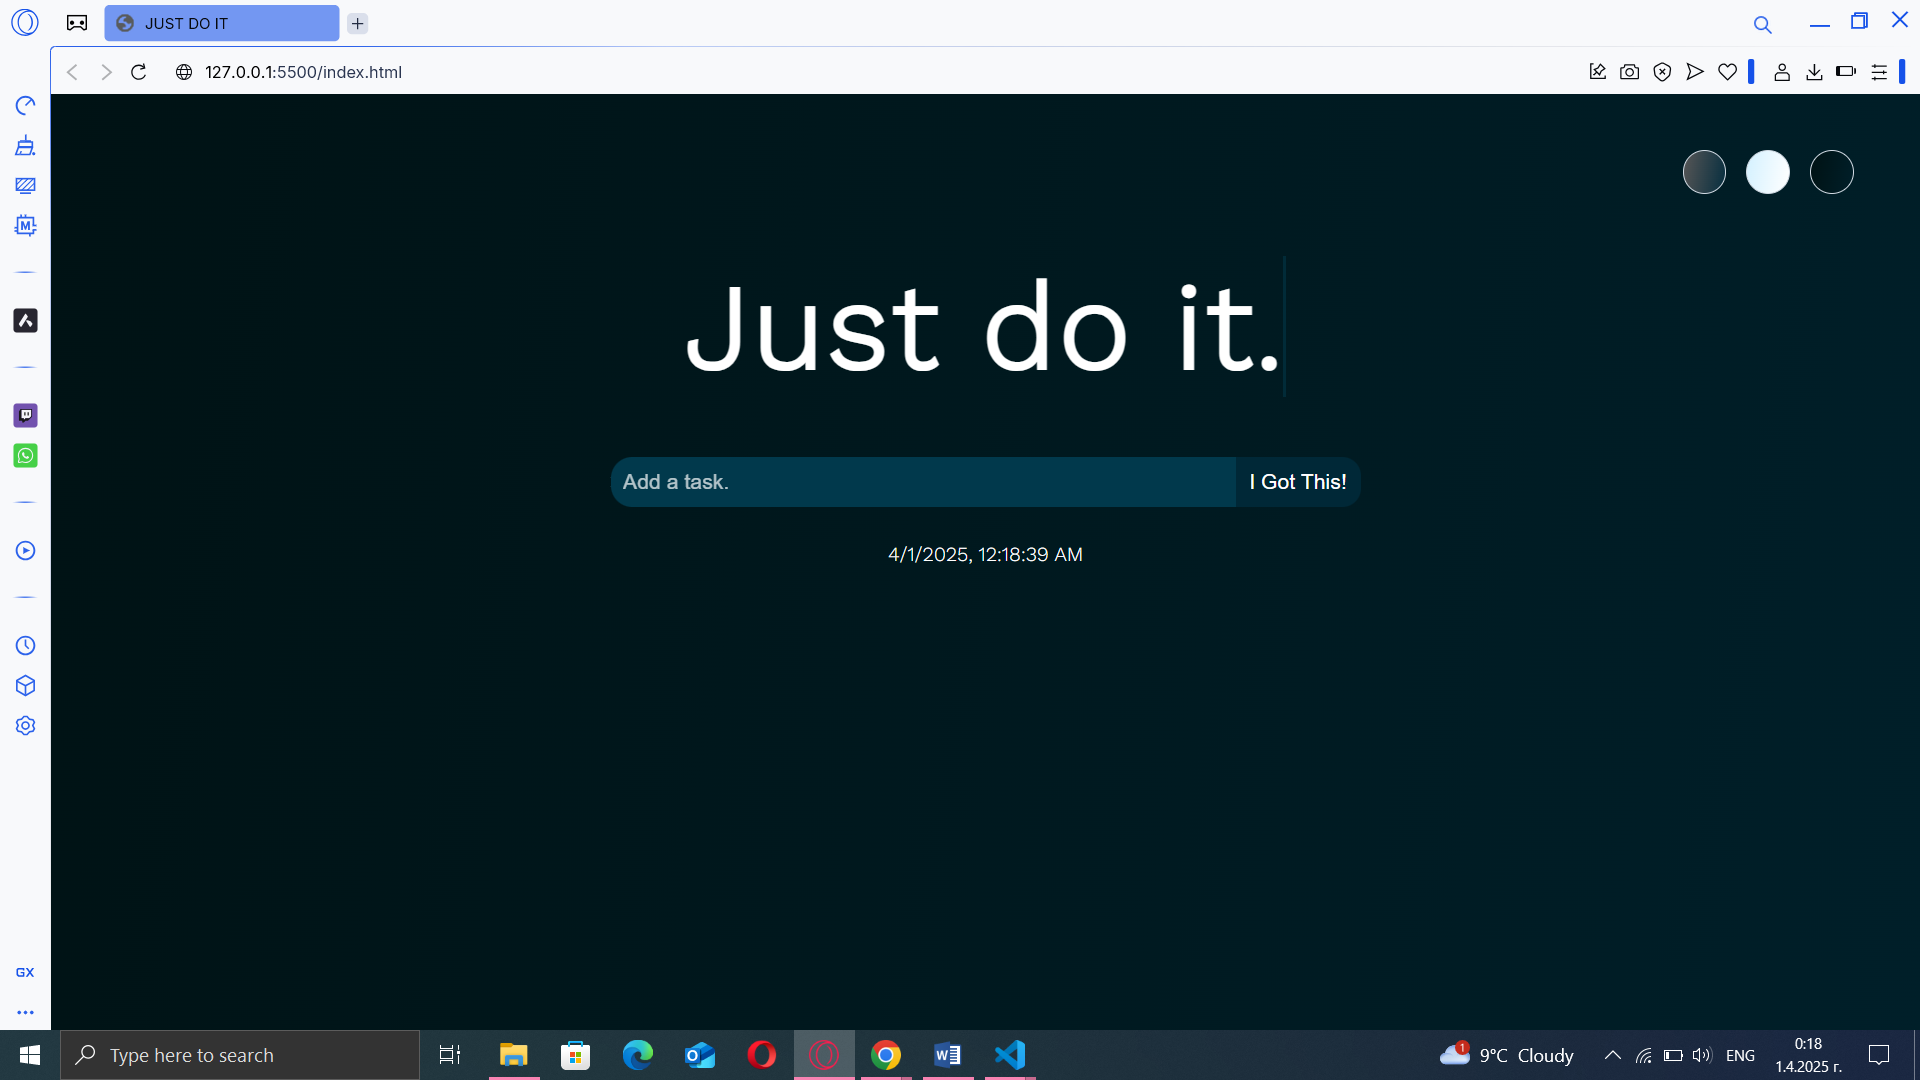 JUST DO IT
127.0.0.1:5500/index.html
M
Just do it.
Add a task.
I Got This!
4/1/2025, 12:18:39 AM
GX
Type here to search
1
9°C Cloudy
ENG
0:18
1.4.2025 г.